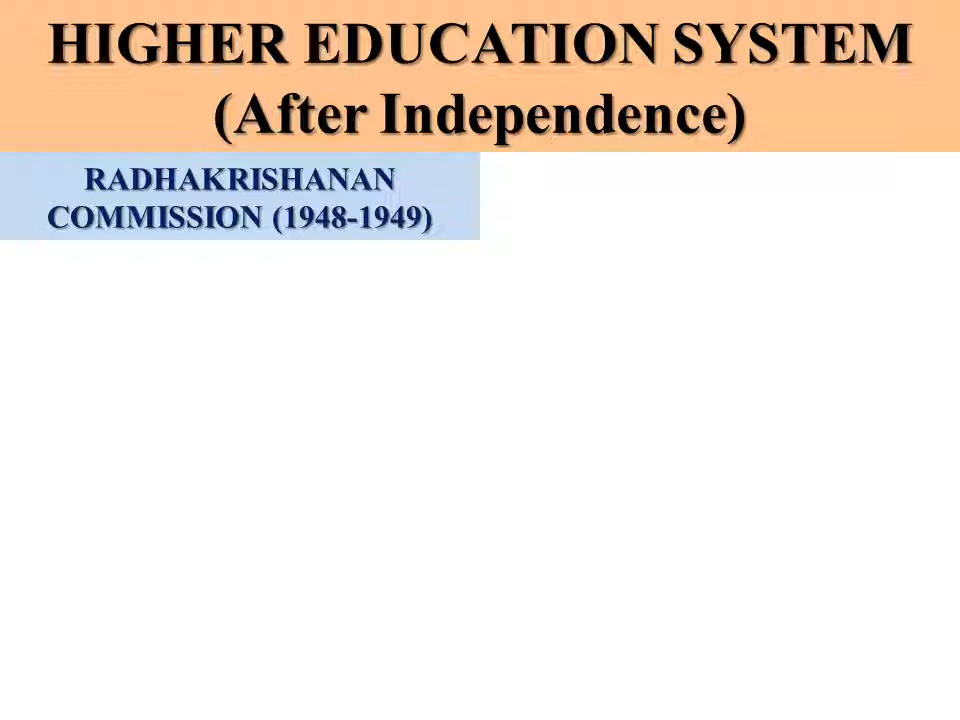 HIGHER EDUCATION SYSTEM
(After Independence)
RADHAKRISHANAN
COMMISSION (1948-1949)